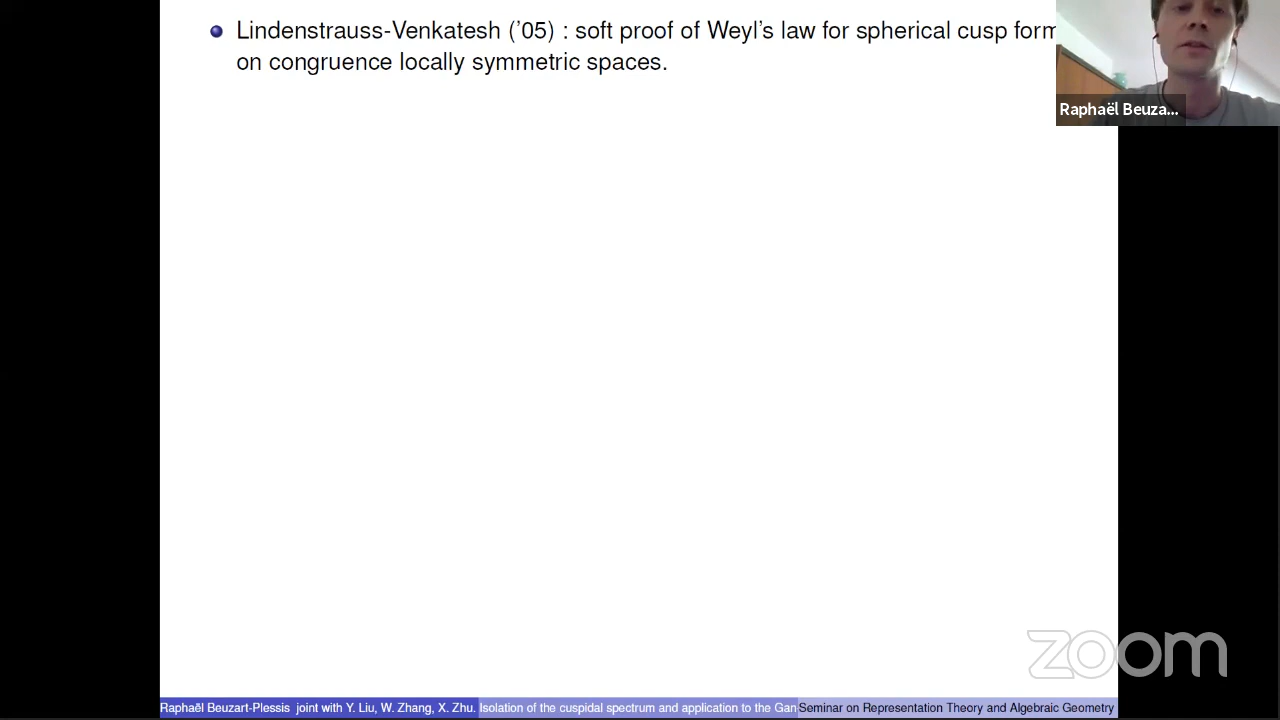 Lindenstrauss-Venkatesh ('05) : soft proof of Weyl's law for spherical cusp form
on congruence locally symmetric spaces.
Raphaël Beuza...
zoom
Raphaël Beuzart-Plessis joint with Y. Liu, W. Zhang, X. Zhu. Isolation of the cuspidal spectrum and application to the Gan Seminar on Representation Theory and Algebraic Geometry